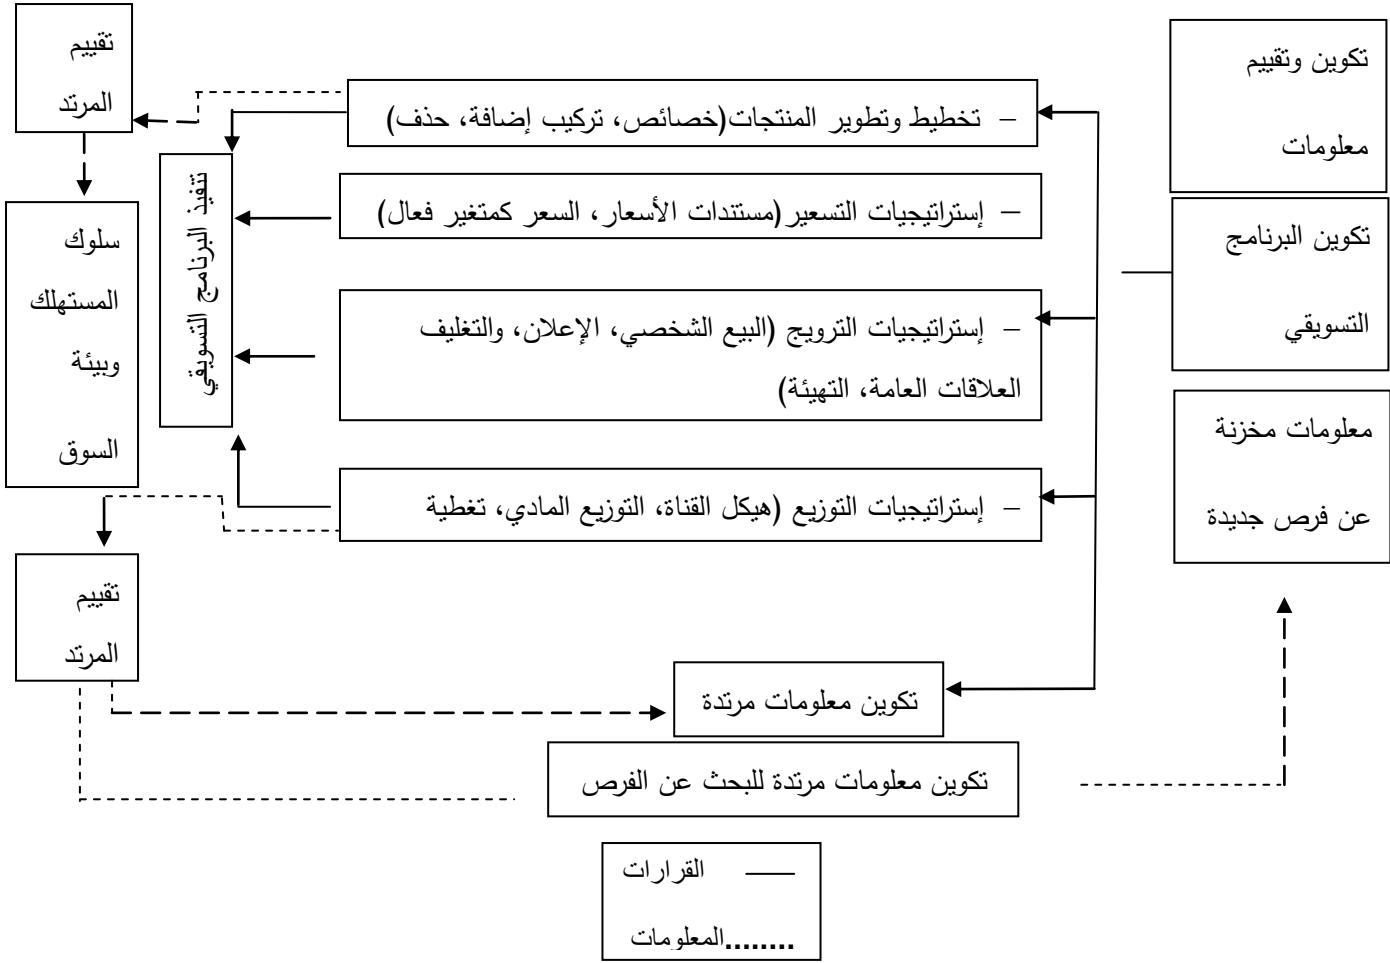 تكوين وتقييم
معلومات
تكوين البرنامج
التسويقي
معلومات مخزنة
عن فرص جديدة
– تخطيط وتطوير المنتجات(خصائص، تركيب إضافة، حذف)
– إستراتيجيات التسعير(مستندات الأسعار، السعر كمتغير فعال)
– إستراتيجيات الترويج (البيع الشخصي، الإعلان، والتغليف
العلاقات العامة، التهيئة)
– إستراتيجيات التوزيع (هيكل القناة، التوزيع المادي، تغطية
تنفيذ البرنامج التسويقي
تقييم
المرتد
سلوك
المستهلك
وبيئة
السوق
تقييم
المرتد
تكوين معلومات مرتدة
تكوين معلومات مرتدة للبحث عن الفرص
—— القرارات
........المعلومات